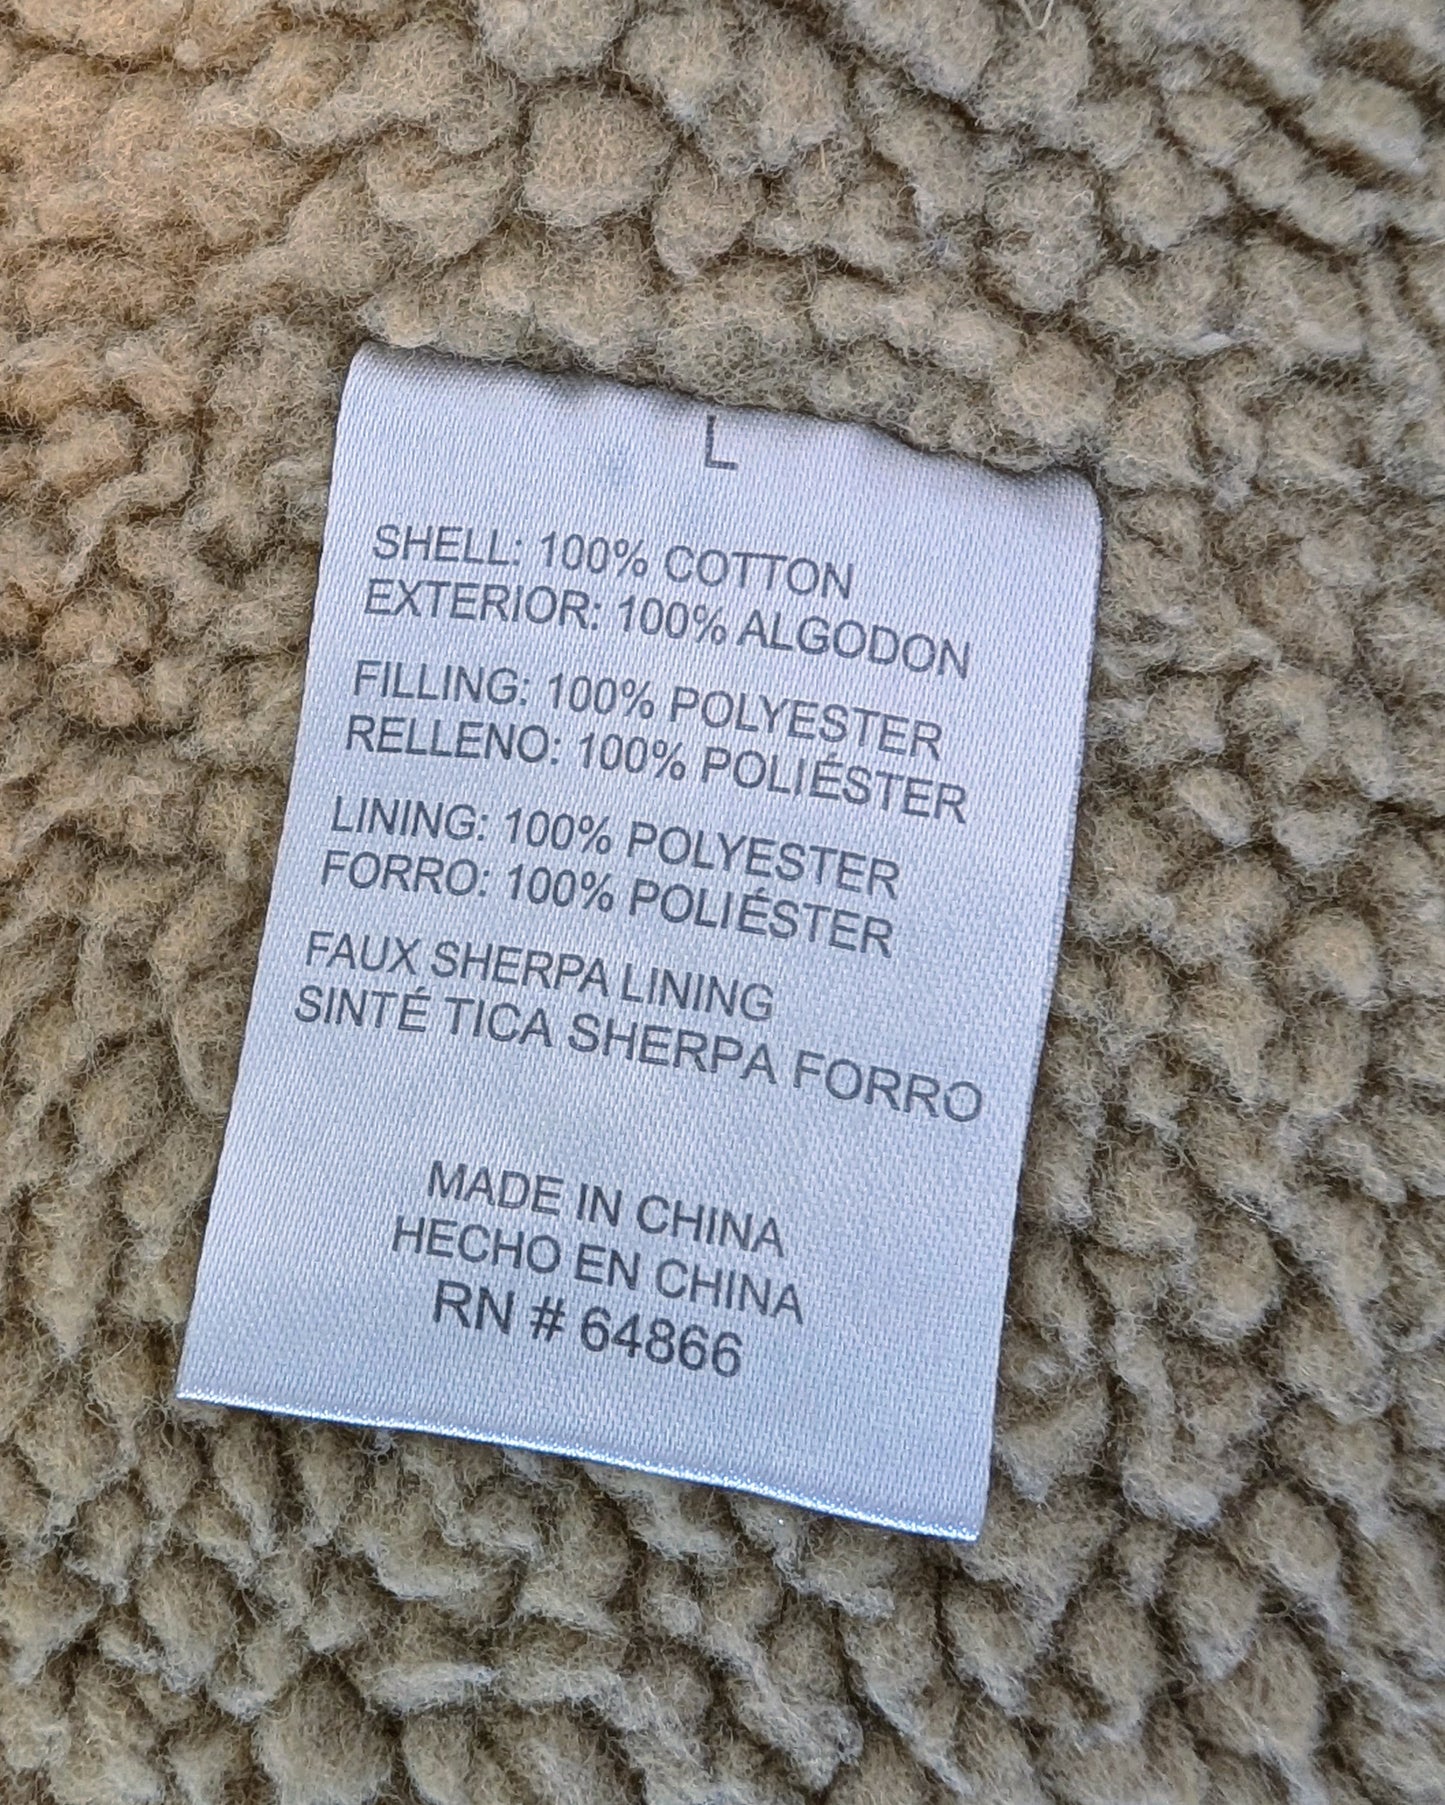 L
SHELL: 100% COTTON
EXTERIOR: 100% ALGODON
FILLING: 100% POLYESTER
RELLENO: 100% POLIÉSTER
LINING: 100% POLYESTER
FORRO: 100% POLIÉSTER
FAUX SHERPA LINING
SINTÉ TICA SHERPA FORRO
MADE IN CHINA
HECHO EN CHINA
RN # 64866